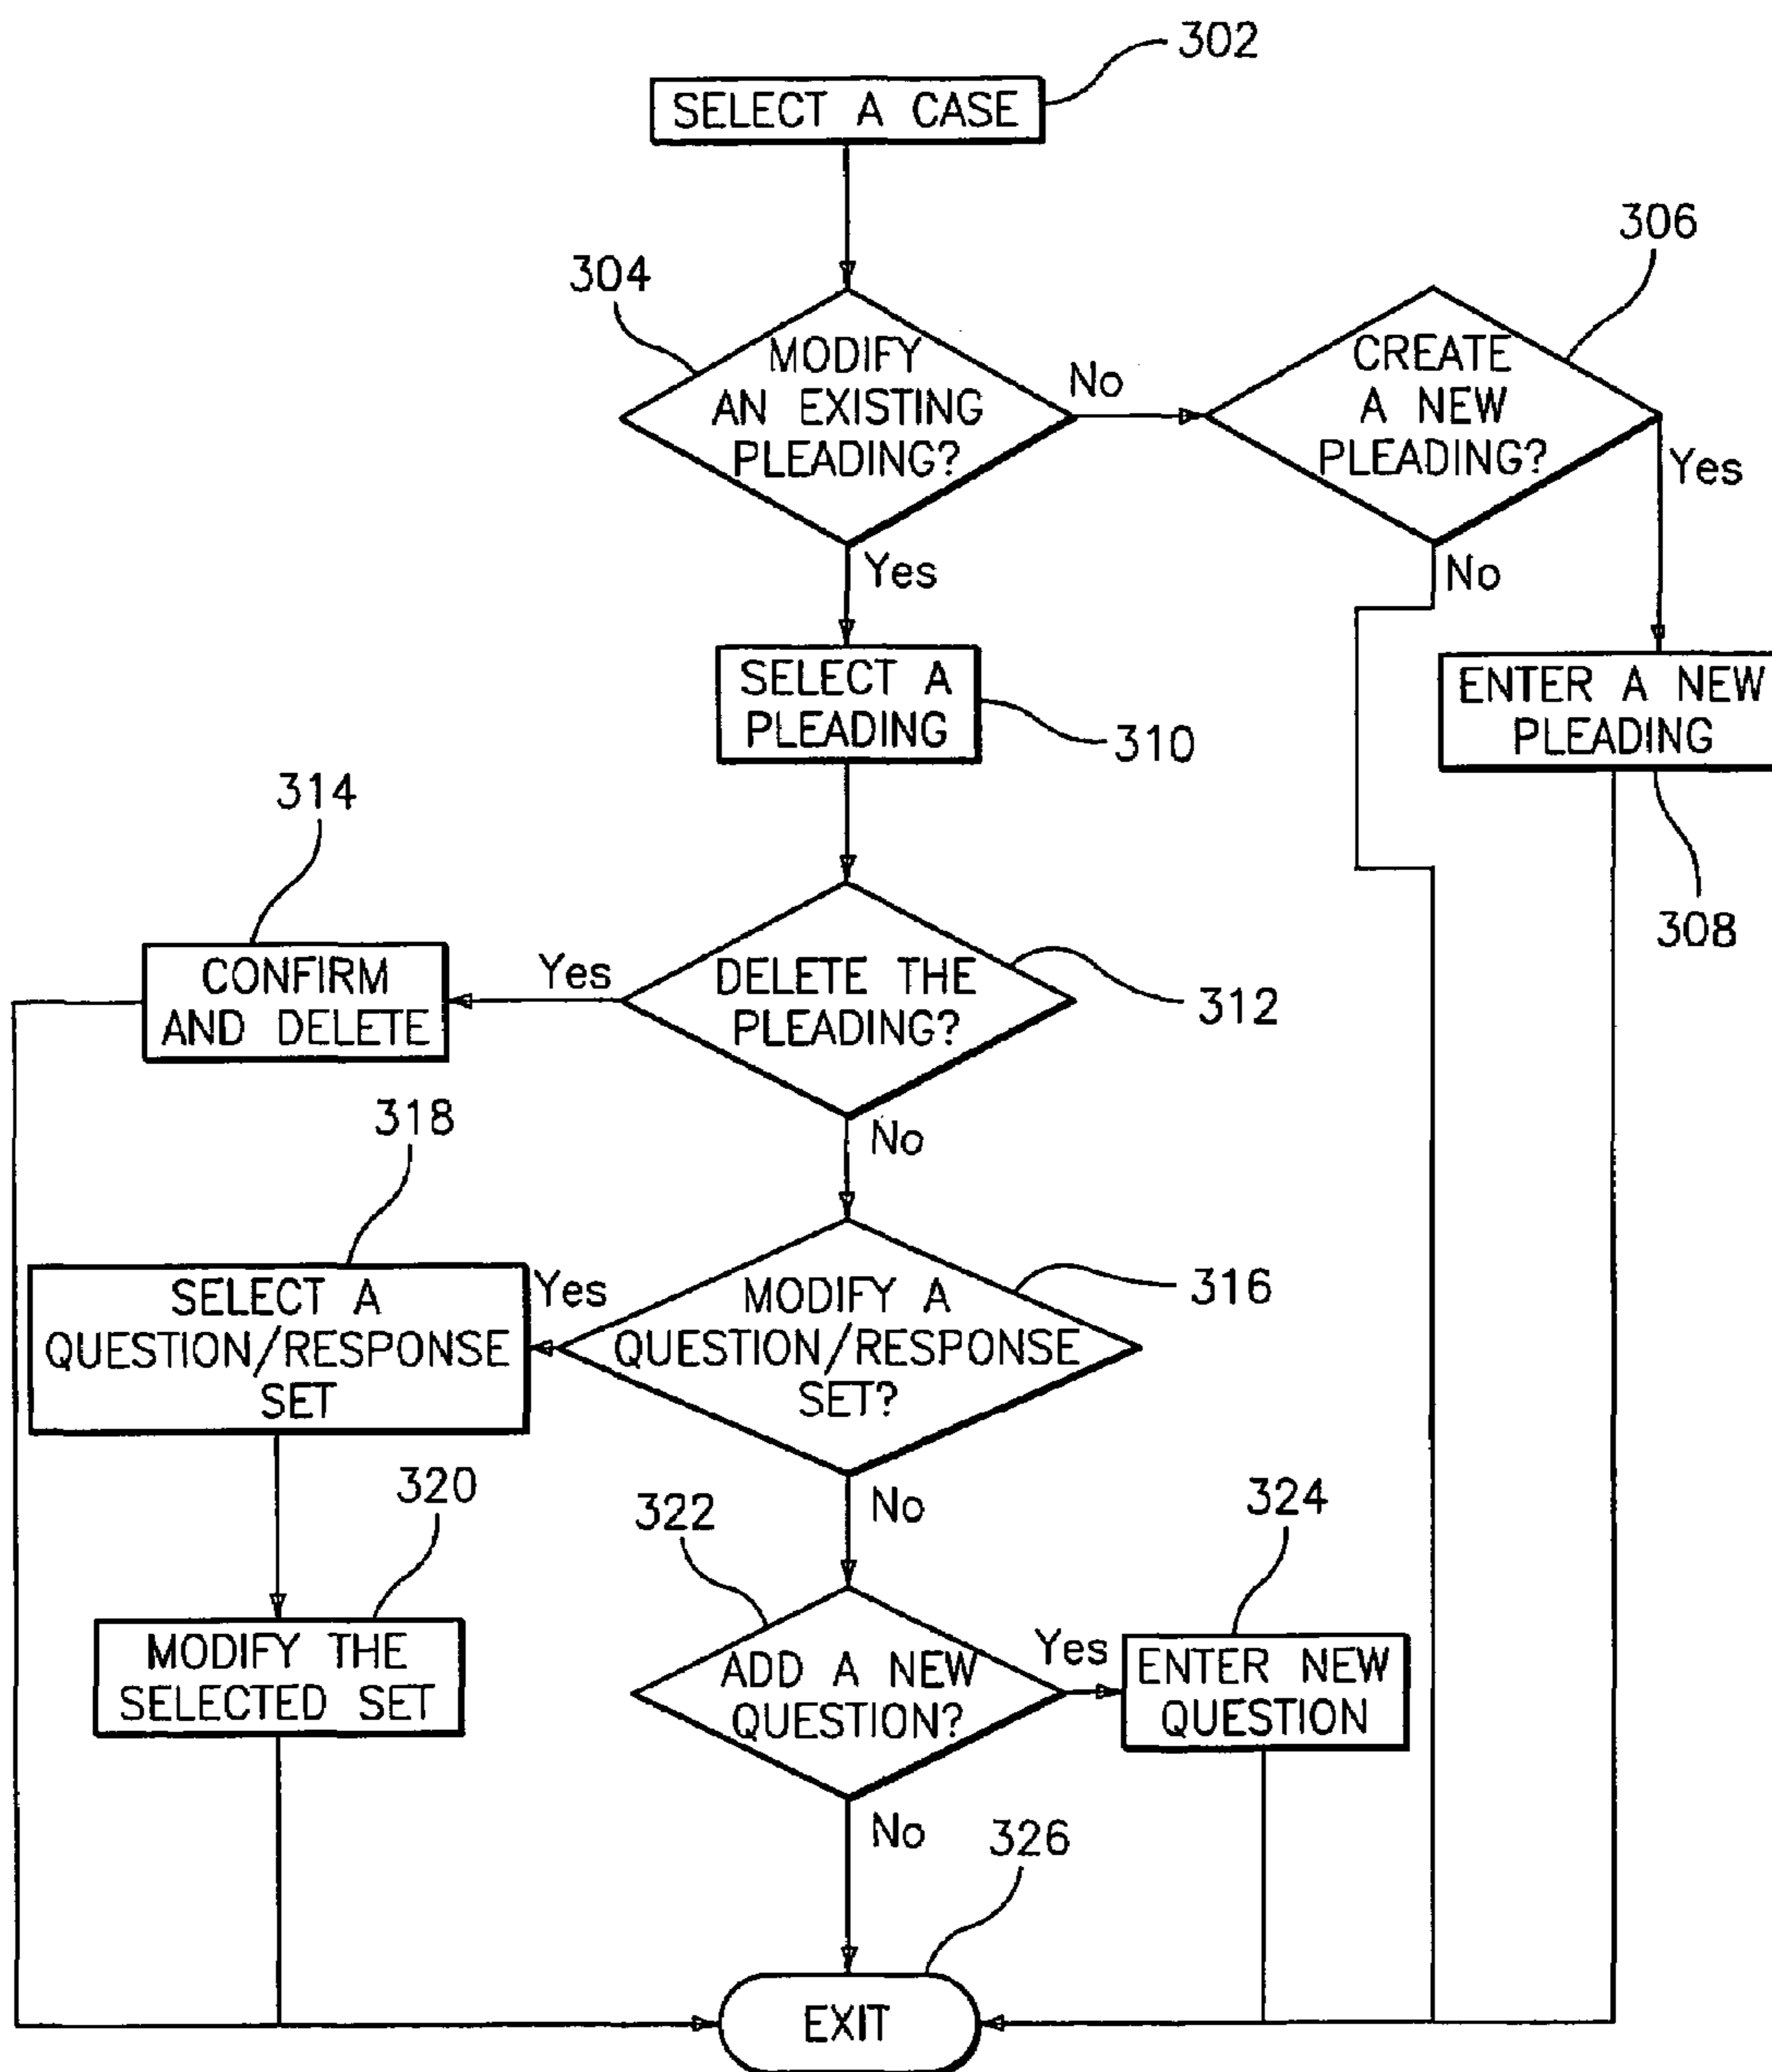 302
SELECT A CASE
306
304
MODIFY
AN EXISTING
PLEADING?
No
CREATE
A NEW
PLEADING?
Yes
Yes
No
SELECT A
PLEADING
310
ENTER A NEW
PLEADING
308
314
CONFIRM
AND DELETE
Yes
DELETE THE
PLEADING?
312
No
318
SELECT A
QUESTION/RESPONSE
SET
Yes
MODIFY A
QUESTION/RESPONSE
SET?
316
No
320
MODIFY THE
SELECTED SET
322
ADD A NEW
QUESTION?
Yes
324
ENTER NEW
QUESTION
No
326
EXIT